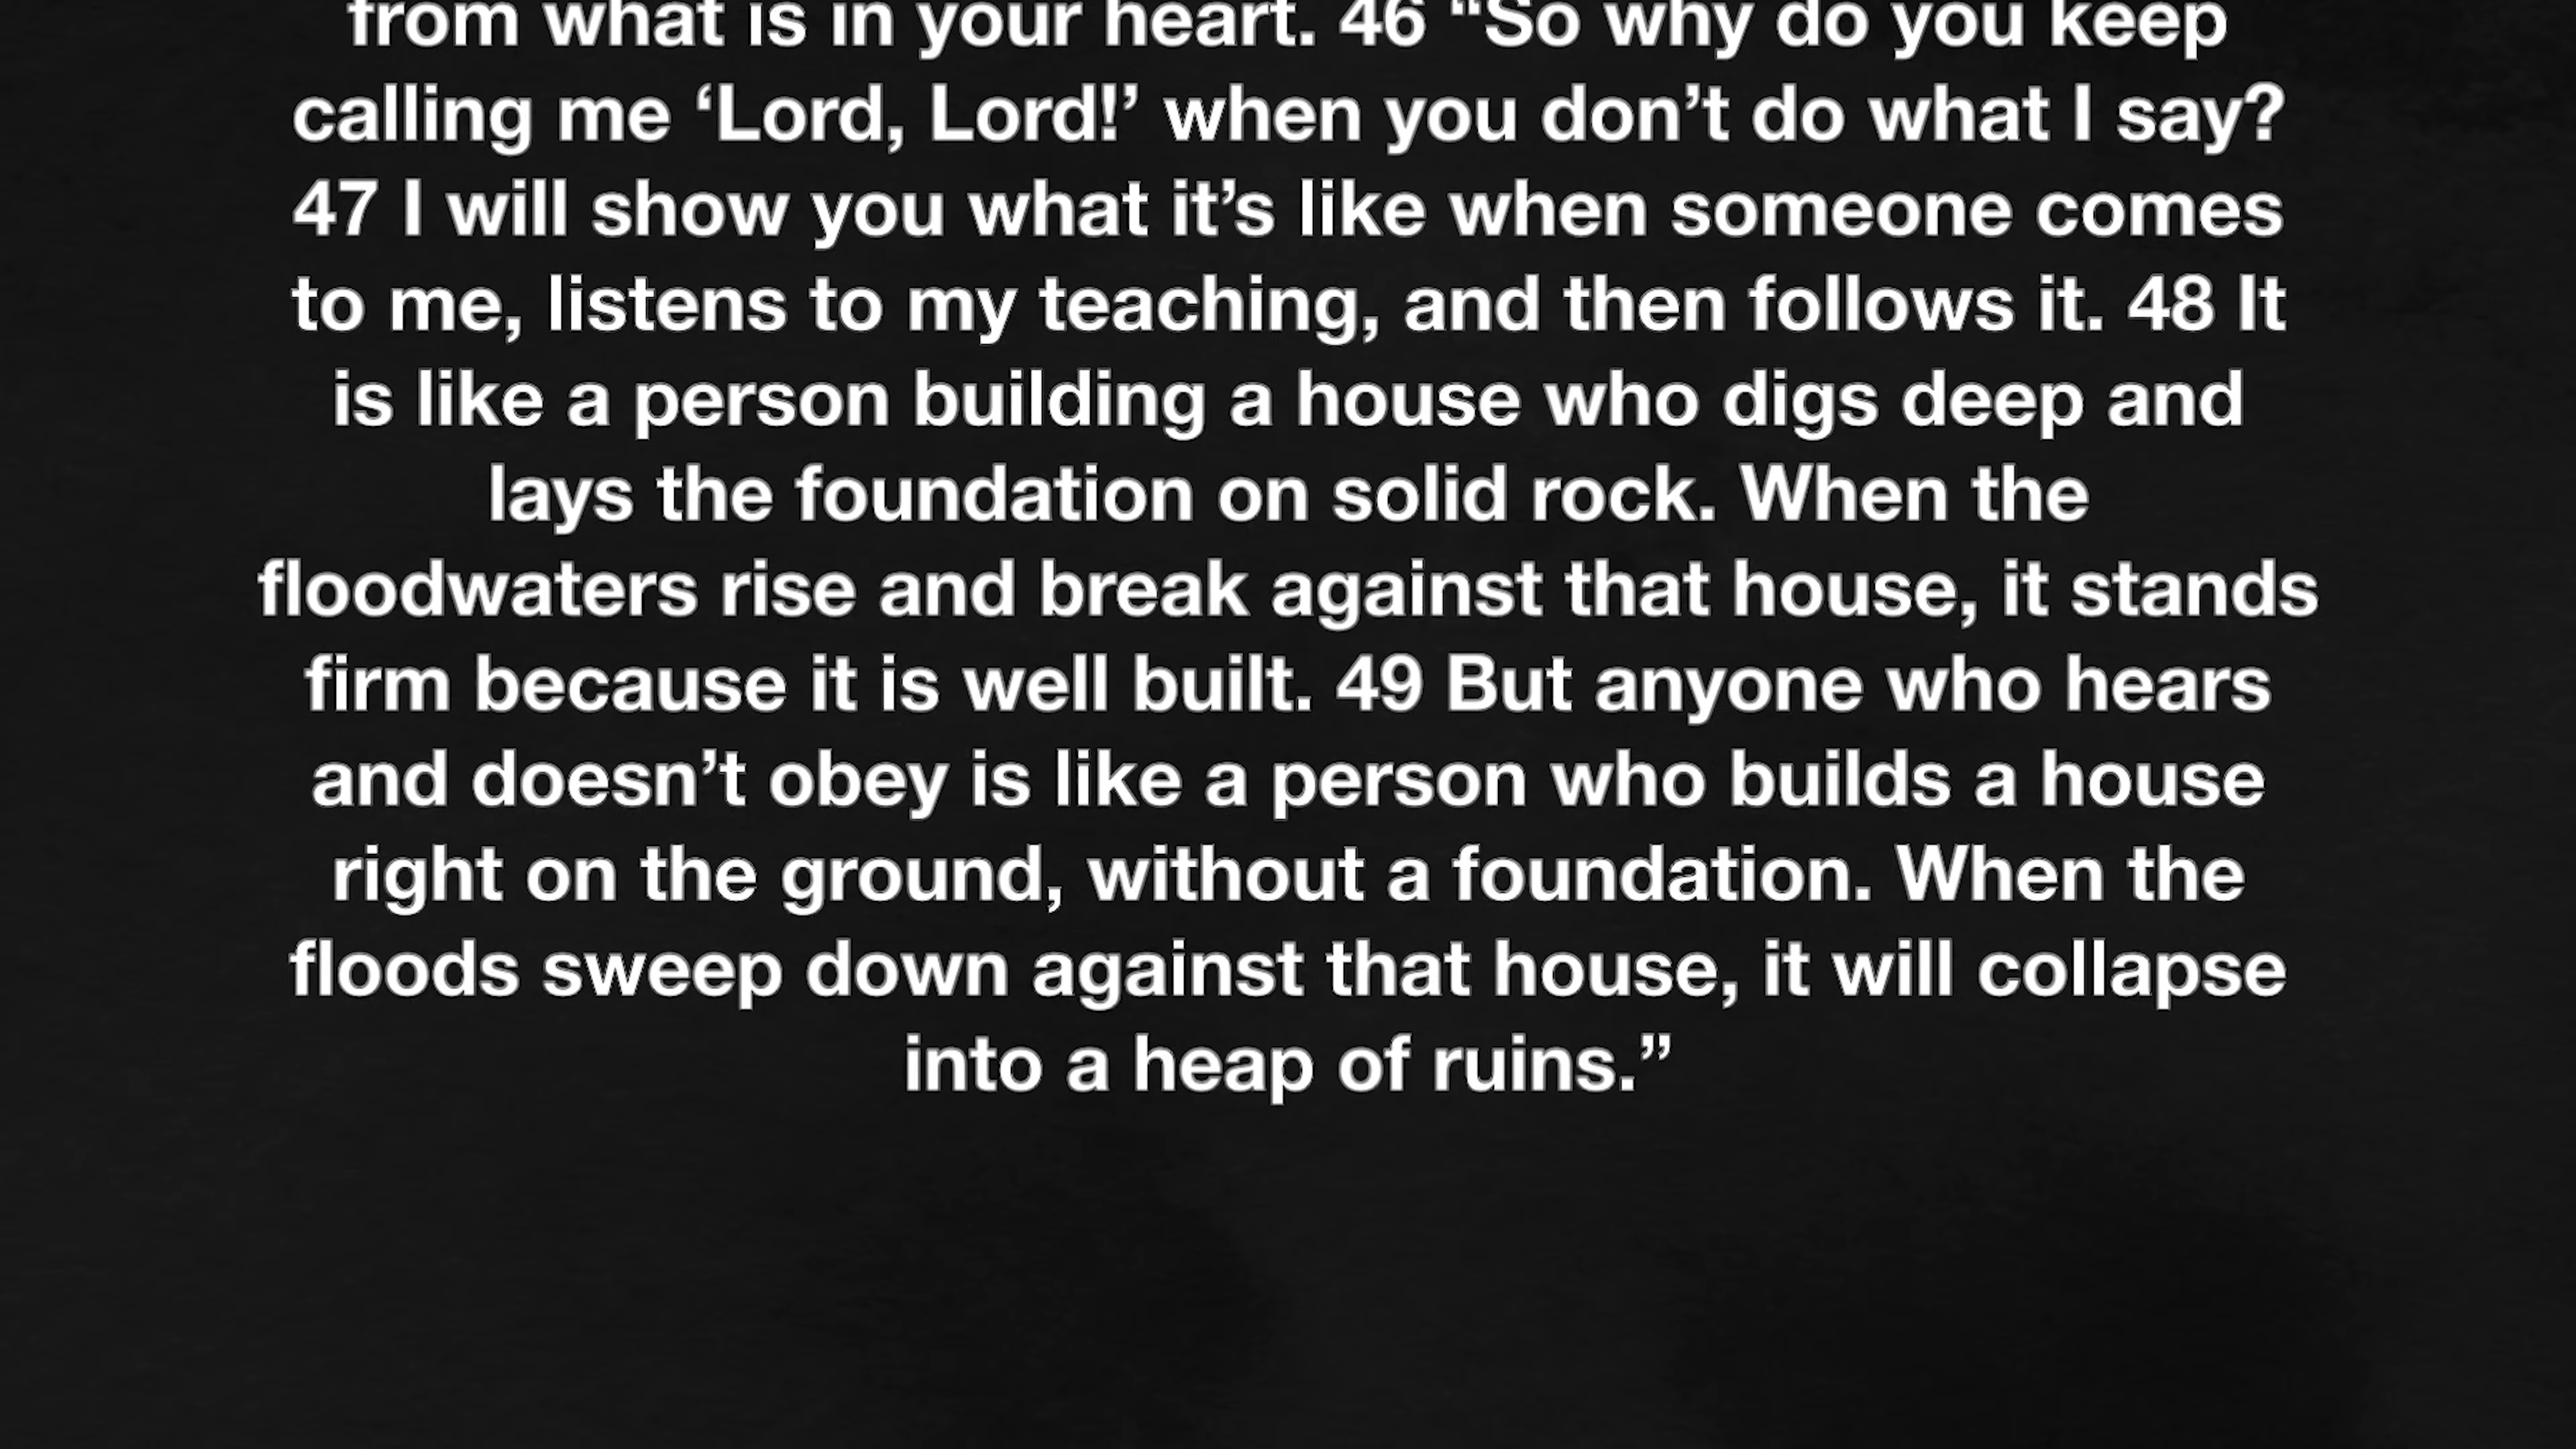 from what is in your heart. 46 “So why do you keep
calling me ‘Lord, Lord!’ when you don’t do what I say?
47 I will show you what it’s like when someone comes
to me, listens to my teaching, and then follows it. 48 It
is like a person building a house who digs deep and
lays the foundation on solid rock. When the
floodwaters rise and break against that house, it stands
firm because it is well built. 49 But anyone who hears
and doesn’t obey is like a person who builds a house
right on the ground, without a foundation. When the
floods sweep down against that house, it will collapse
into a heap of ruins.”